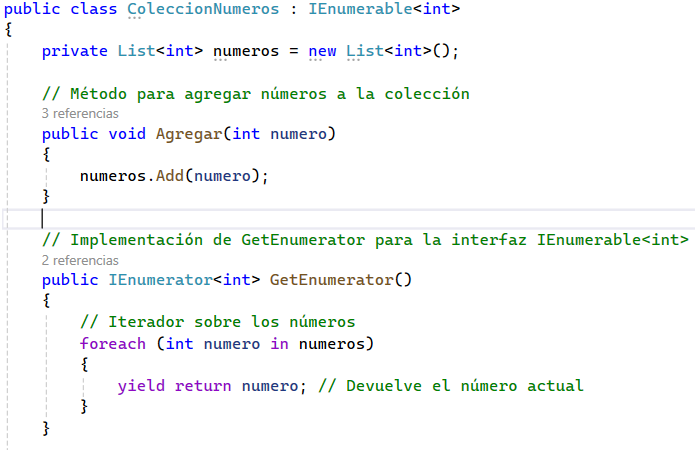 public class ColeccionNumeros : IEnumerable<int>
{
    private List<int> numeros = new List<int>();

    // Método para agregar números a la colección
    3 referencias
    public void Agregar(int numero)
    {
        numeros.Add(numero);
    }

    // Implementación de GetEnumerator para la interfaz IEnumerable<int>
    2 referencias
    public IEnumerator<int> GetEnumerator()
    {
        // Iterador sobre los números
        foreach (int numero in numeros)
        {
            yield return numero; // Devuelve el número actual
        }
    }